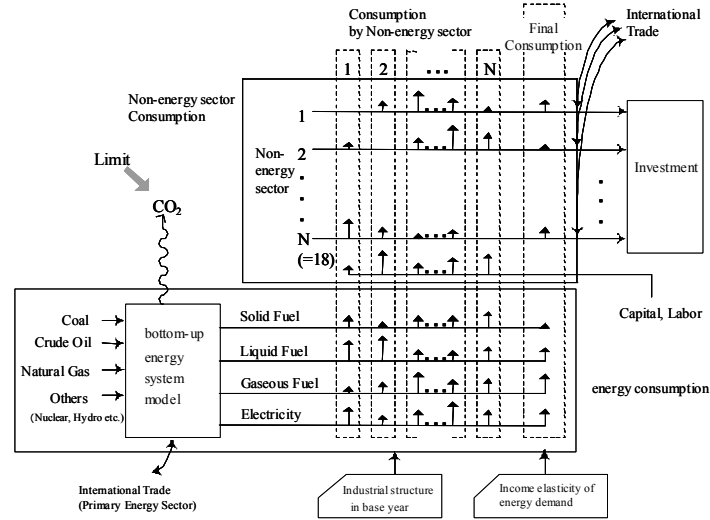 Consumption
by Non-energy sector
Final
Consumption
International
Trade
1 2 ... N
Non-energy sector
Consumption
1
2
Non-
energy
sector
N
(=18)
Investment
Limit
CO2
Capital, Labor
Coal
Crude Oil
Natural Gas
Others
(Nuclear, Hydro etc.)
bottom-up
energy
system
model
Solid Fuel
Liquid Fuel
Gaseous Fuel
Electricity
energy consumption
International Trade
(Primary Energy Sector)
Industrial structure
in base year
Income elasticity of
energy demand